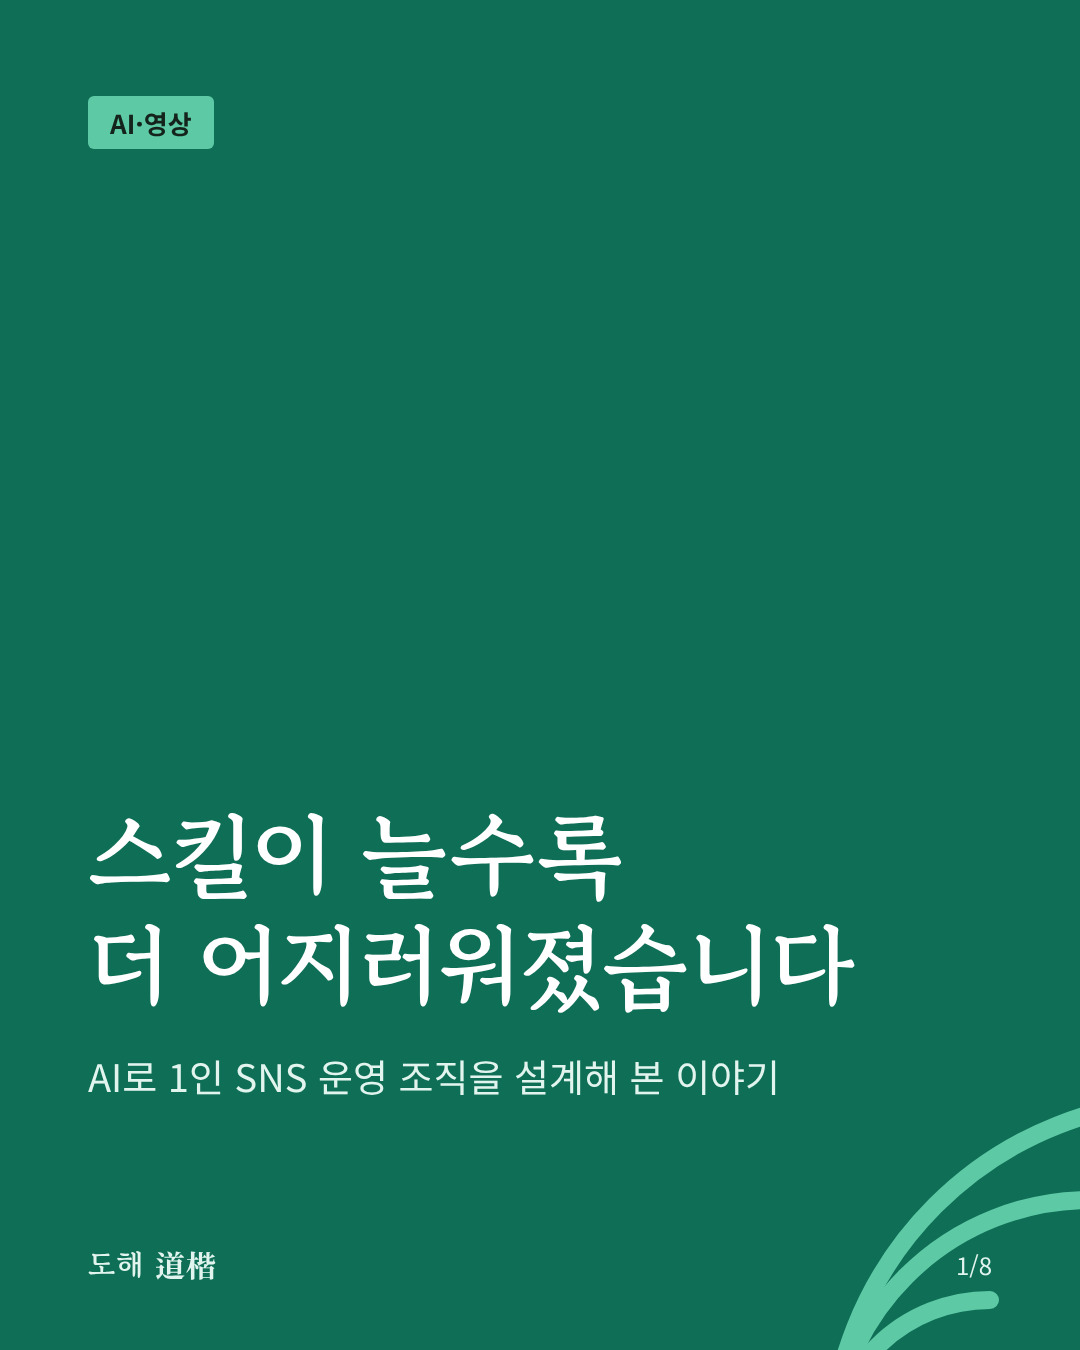 AI·영상
스킬이 늘수록
더 어지러워졌습니다
AI로 1인 SNS 운영 조직을 설계해 본 이야기
도해 道楷
1/8